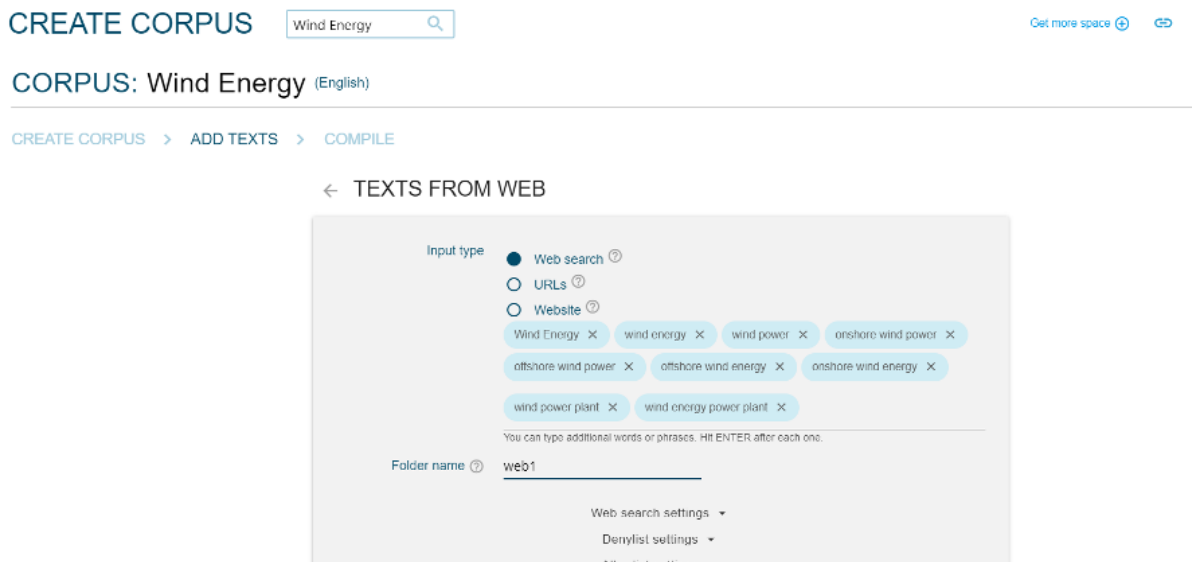 CREATE CORPUS Wind Energy Get more space
CORPUS: Wind Energy (English)
CREATE CORPUS > ADD TEXTS > COMPILE
← TEXTS FROM WEB
Input type
Web search ?
URLs ?
Website ?
Wind Energy × wind energy × wind power × onshore wind power ×
offshore wind power × offshore wind energy × onshore wind energy ×
wind power plant × wind energy power plant ×
You can type additional words or phrases. Hit ENTER after each one.
Folder name ? web1
Web search settings
Denylist settings